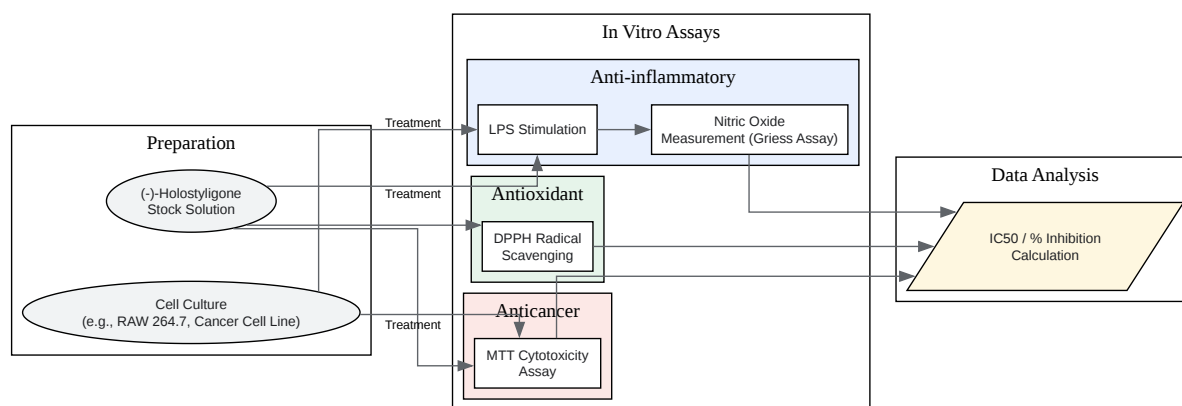 In Vitro Assays
Anti-inflammatory
Treatment
LPS Stimulation
Nitric Oxide
Measurement (Griess Assay)
Preparation
(-)-Holostyligone
Stock Solution
Treatment
Antioxidant
DPPH Radical
Scavenging
Data Analysis
IC50 / % Inhibition
Calculation
Cell Culture
(e.g., RAW 264.7, Cancer Cell Line)
Treatment
Anticancer
MTT Cytotoxicity
Assay